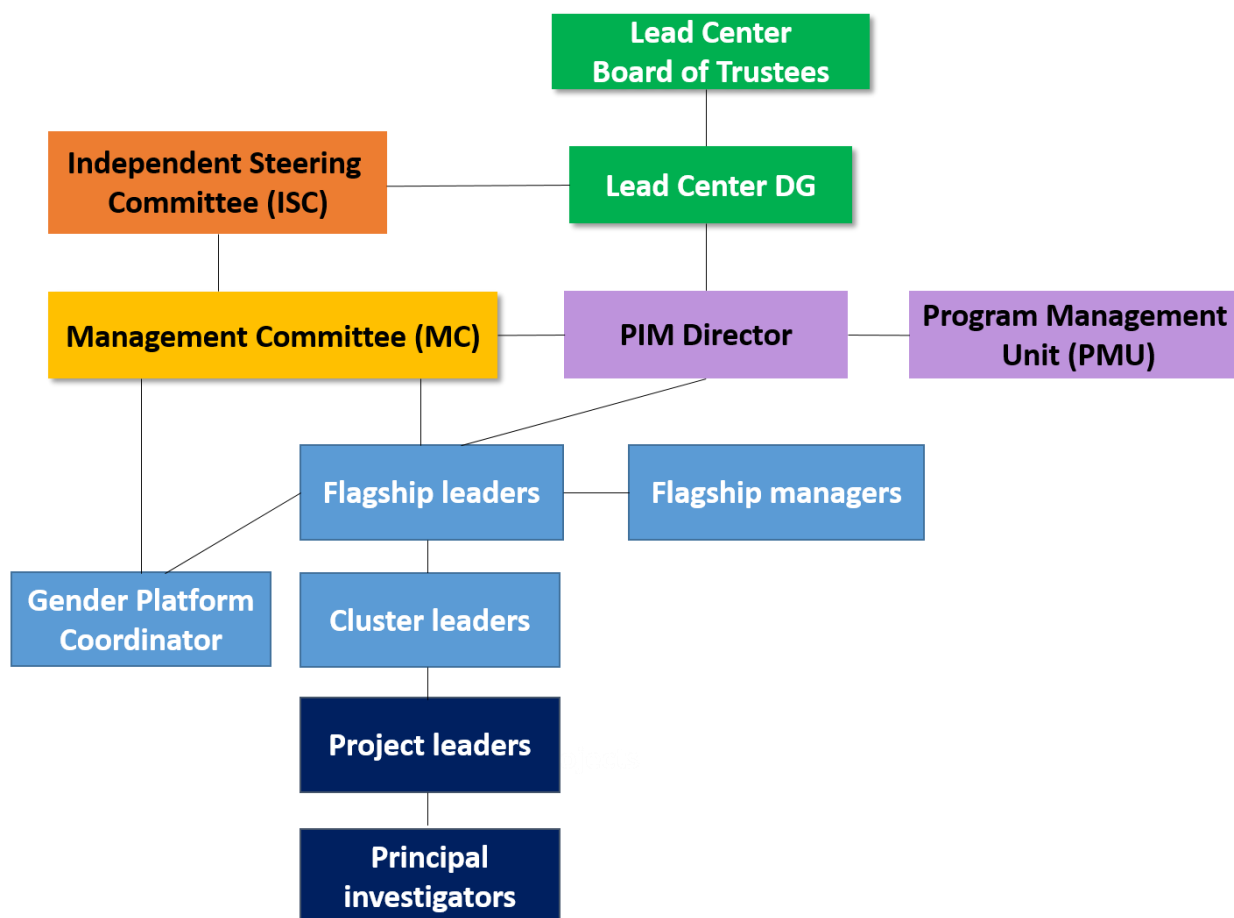 Lead Center
Board of Trustees
Independent Steering
Committee (ISC)
Lead Center DG
Management Committee (MC)
PIM Director
Program Management
Unit (PMU)
Flagship leaders
Flagship managers
Gender Platform
Coordinator
Cluster leaders
Project leaders
Principal
investigators